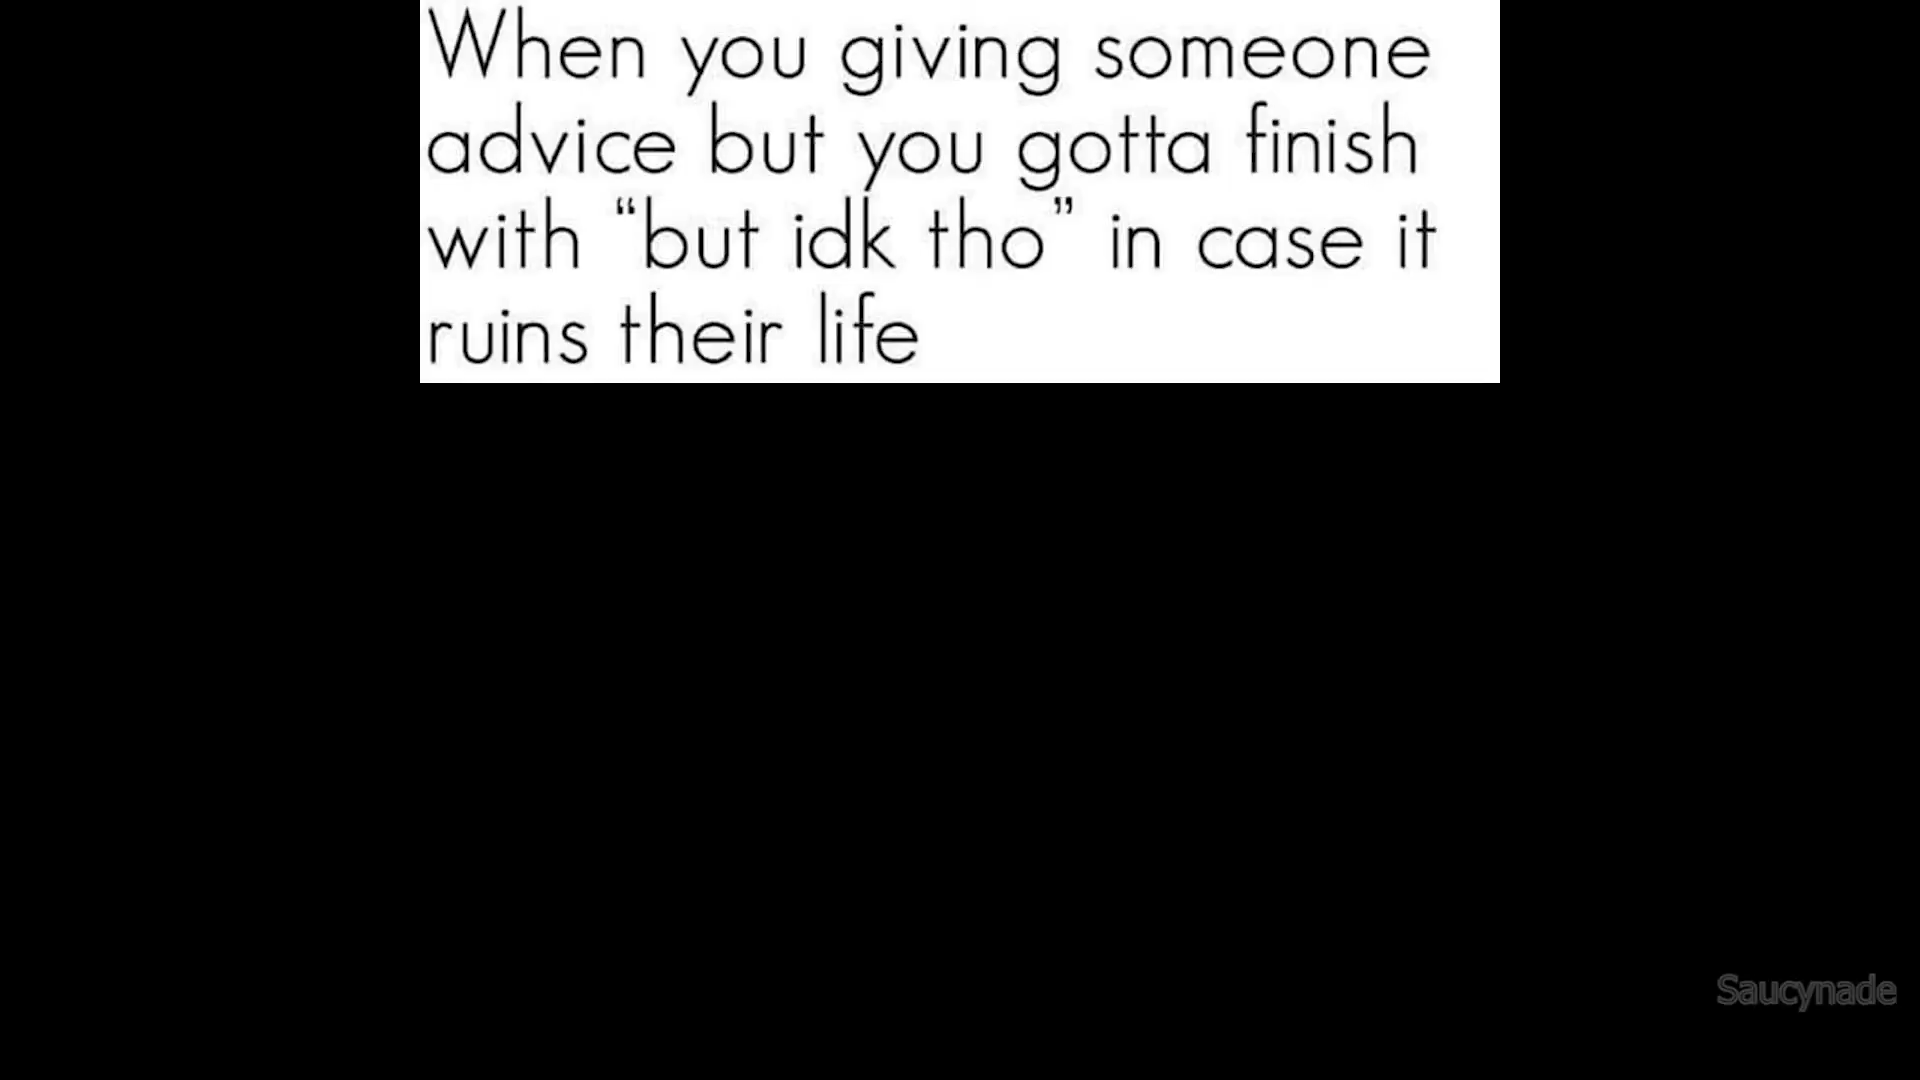 When you giving someone
advice but you gotta finish
with “but idk tho” in case it
ruins their life
Saucynade